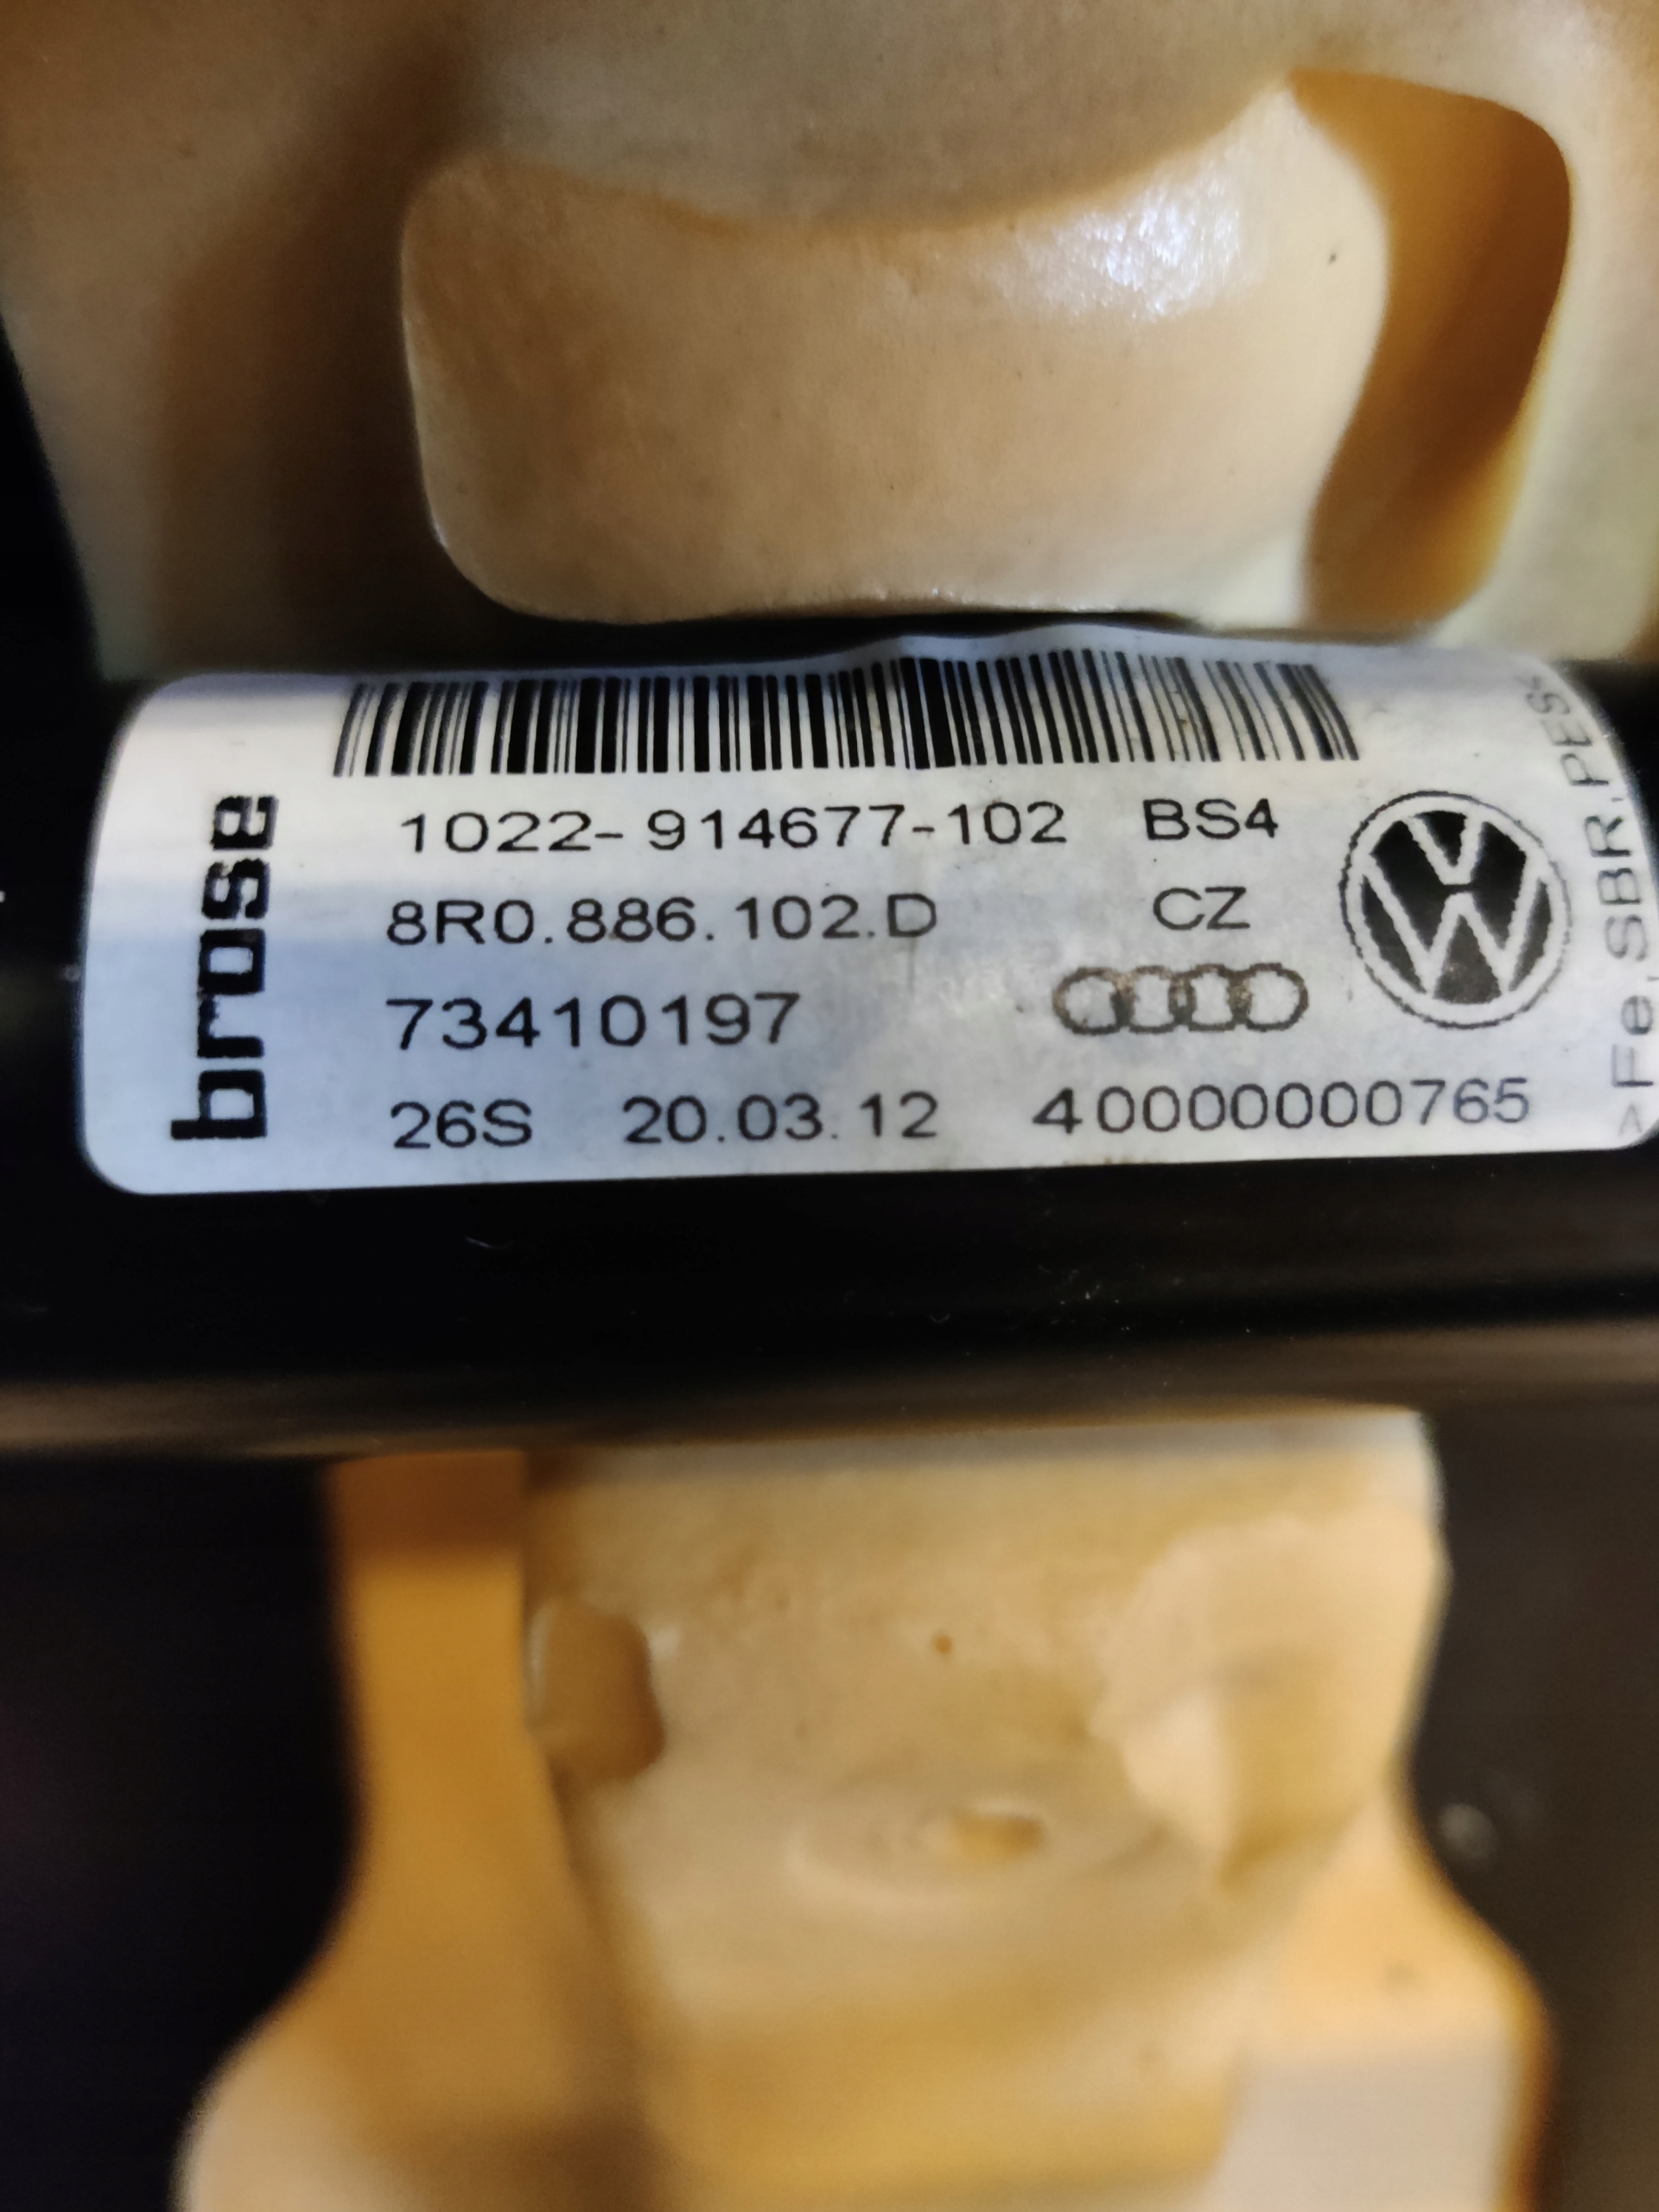 brose
1022-914677-102 BS4
8R0.886.102.D CZ
73410197
26S 20.03.12 40000000765
>Fe,SBR,PES<